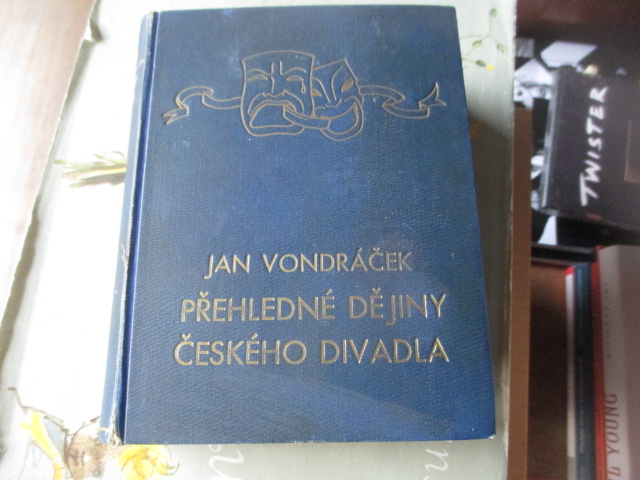 JAN VONDRÁČEK
PŘEHLEDNÉ DĚJINY
ČESKÉHO DIVADLA
TWISTER
YOUNG